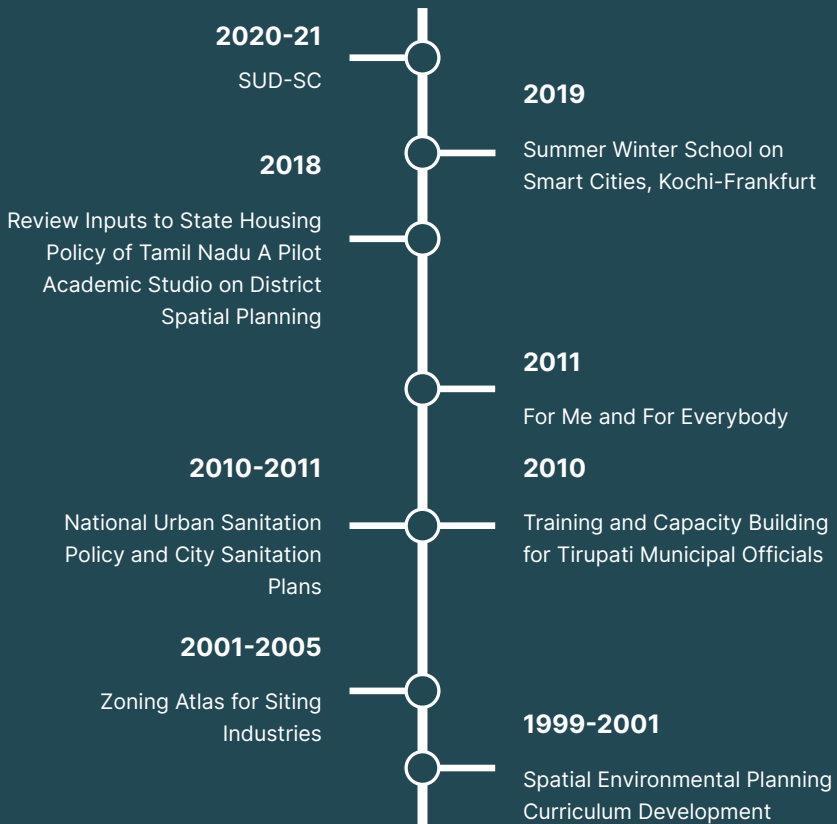 2020-21
SUD-SC
2019
Summer Winter School on
Smart Cities, Kochi-Frankfurt
2018
Review Inputs to State Housing
Policy of Tamil Nadu A Pilot
Academic Studio on District
Spatial Planning
2011
For Me and For Everybody
2010-2011
National Urban Sanitation
Policy and City Sanitation
Plans
2010
Training and Capacity Building
for Tirupati Municipal Officials
2001-2005
Zoning Atlas for Siting
Industries
1999-2001
Spatial Environmental Planning
Curriculum Development